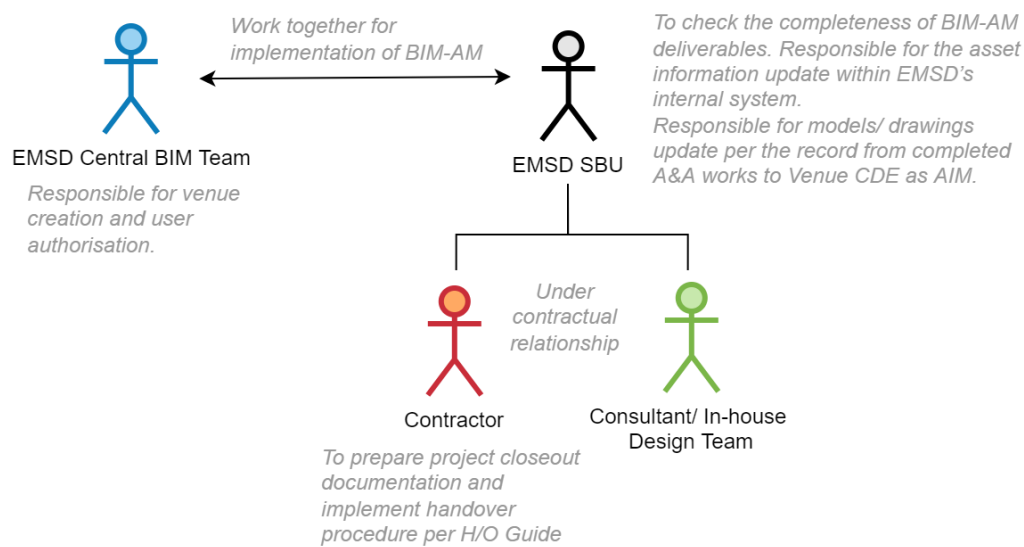 Work together for
implementation of BIM-AM
EMSD Central BIM Team
Responsible for venue
creation and user
authorisation.
To check the completeness of BIM-AM
deliverables. Responsible for the asset
information update within EMSD's
internal system.
Responsible for models/ drawings
update per the record from completed
A&A works to Venue CDE as AIM.
EMSD SBU
Under
contractual
relationship
Contractor
To prepare project closeout
documentation and
implement handover
procedure per H/O Guide
Consultant/ In-house
Design Team